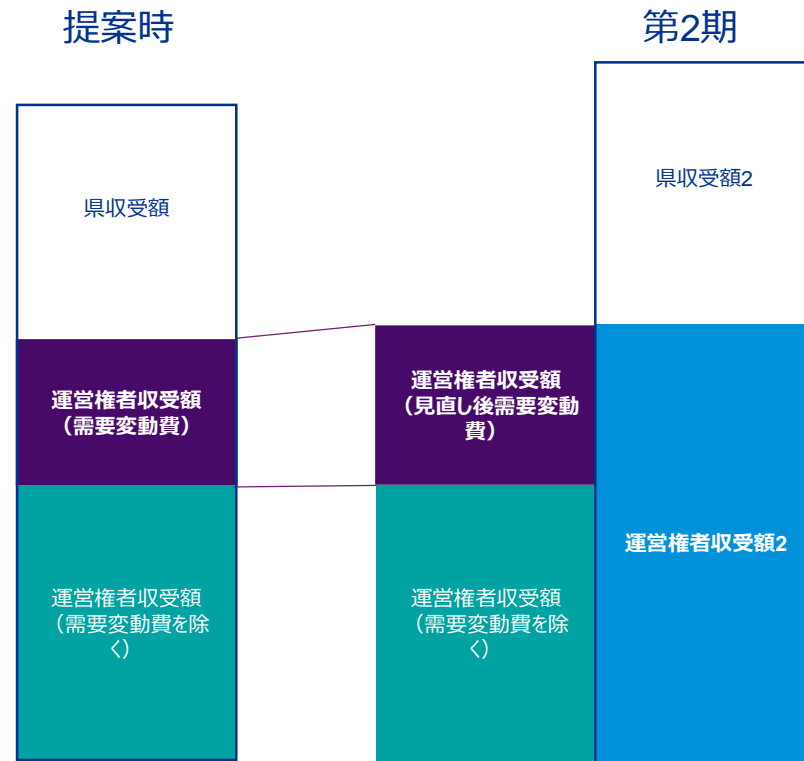 提案時
第2期
県収受額
県収受額2
運営権者収受額
（需要変動費）
運営権者収受額
（見直し後需要変動
費）
運営権者収受額2
運営権者収受額
（需要変動費を除
く）
運営権者収受額
（需要変動費を除
く）